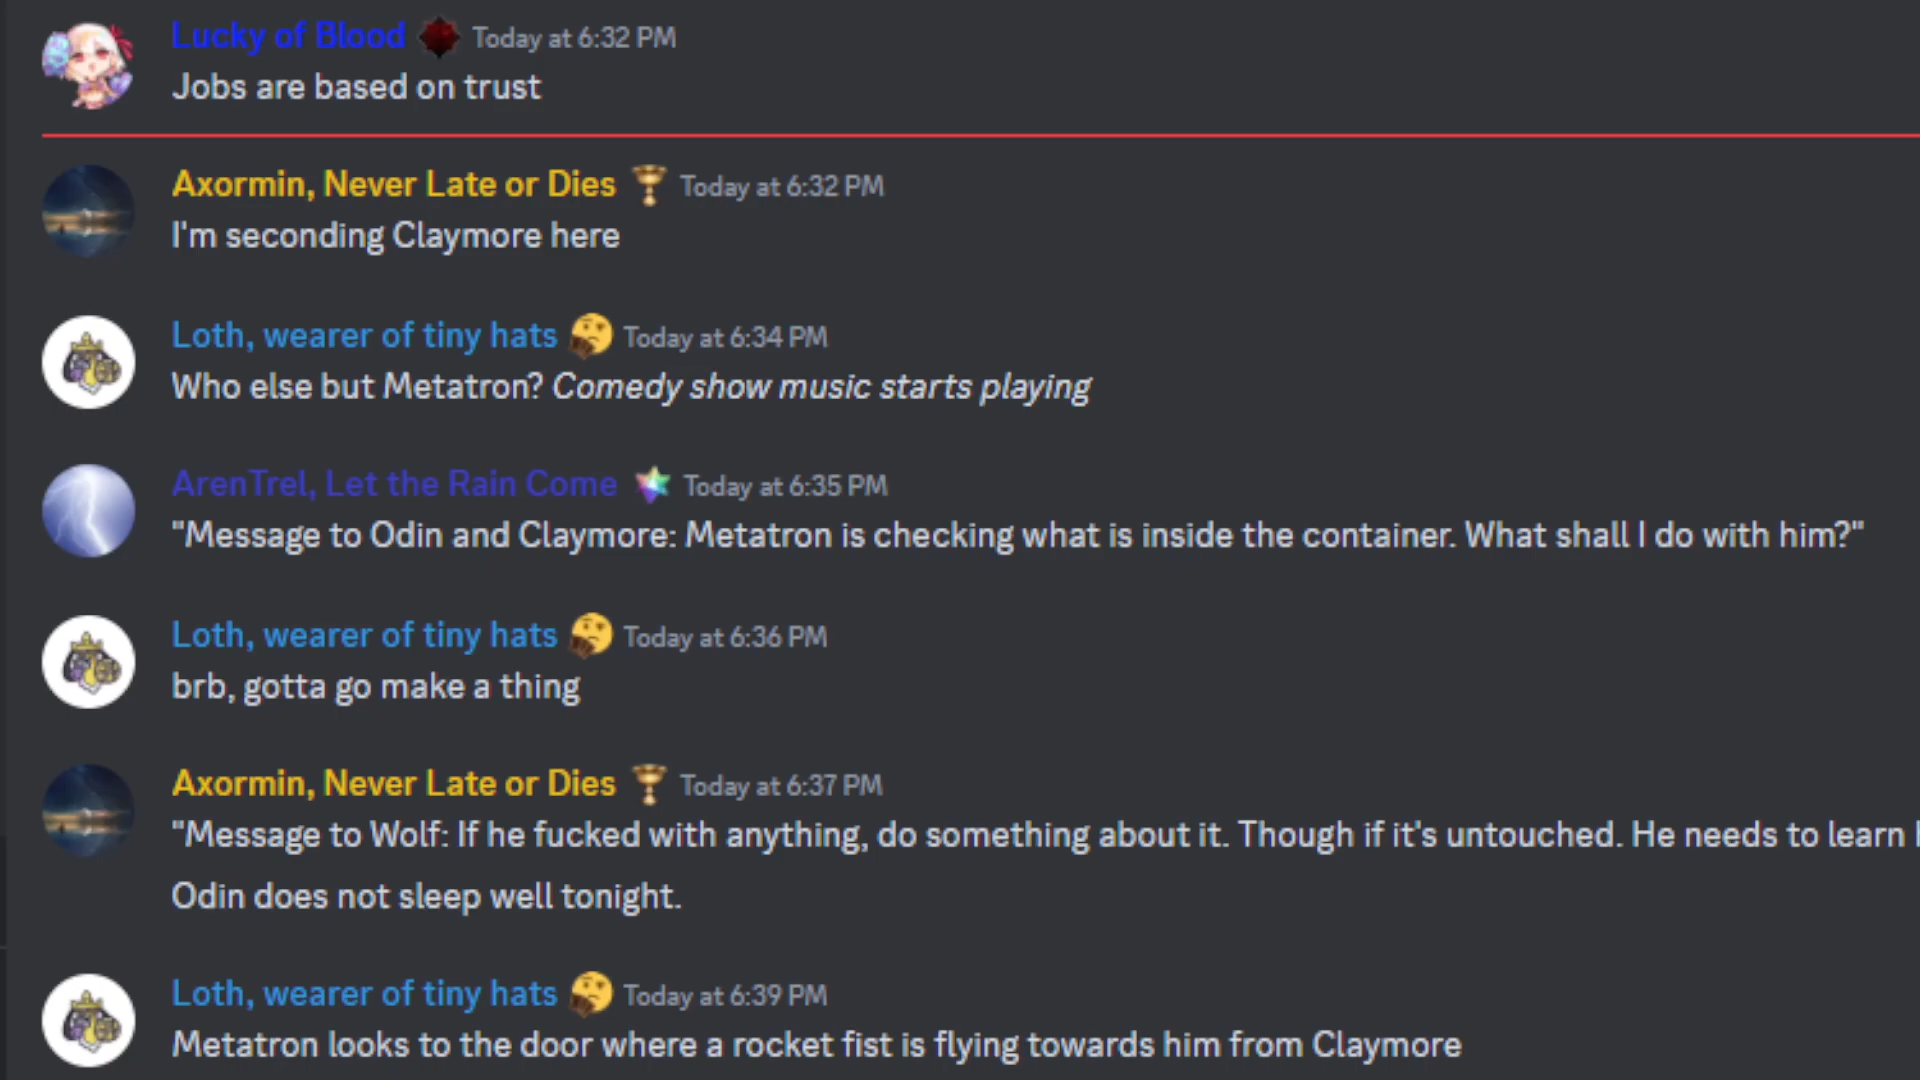 Lucky of Blood Today at 6:32 PM
Jobs are based on trust
Axormin, Never Late or Dies Today at 6:32 PM
I'm seconding Claymore here
Loth, wearer of tiny hats Today at 6:34 PM
Who else but Metatron? Comedy show music starts playing
ArenTrel, Let the Rain Come Today at 6:35 PM
"Message to Odin and Claymore: Metatron is checking what is inside the container. What shall I do with him?"
Loth, wearer of tiny hats Today at 6:36 PM
brb, gotta go make a thing
Axormin, Never Late or Dies Today at 6:37 PM
"Message to Wolf: If he fucked with anything, do something about it. Though if it's untouched. He needs to learn
Odin does not sleep well tonight.
Loth, wearer of tiny hats Today at 6:39 PM
Metatron looks to the door where a rocket fist is flying towards him from Claymore